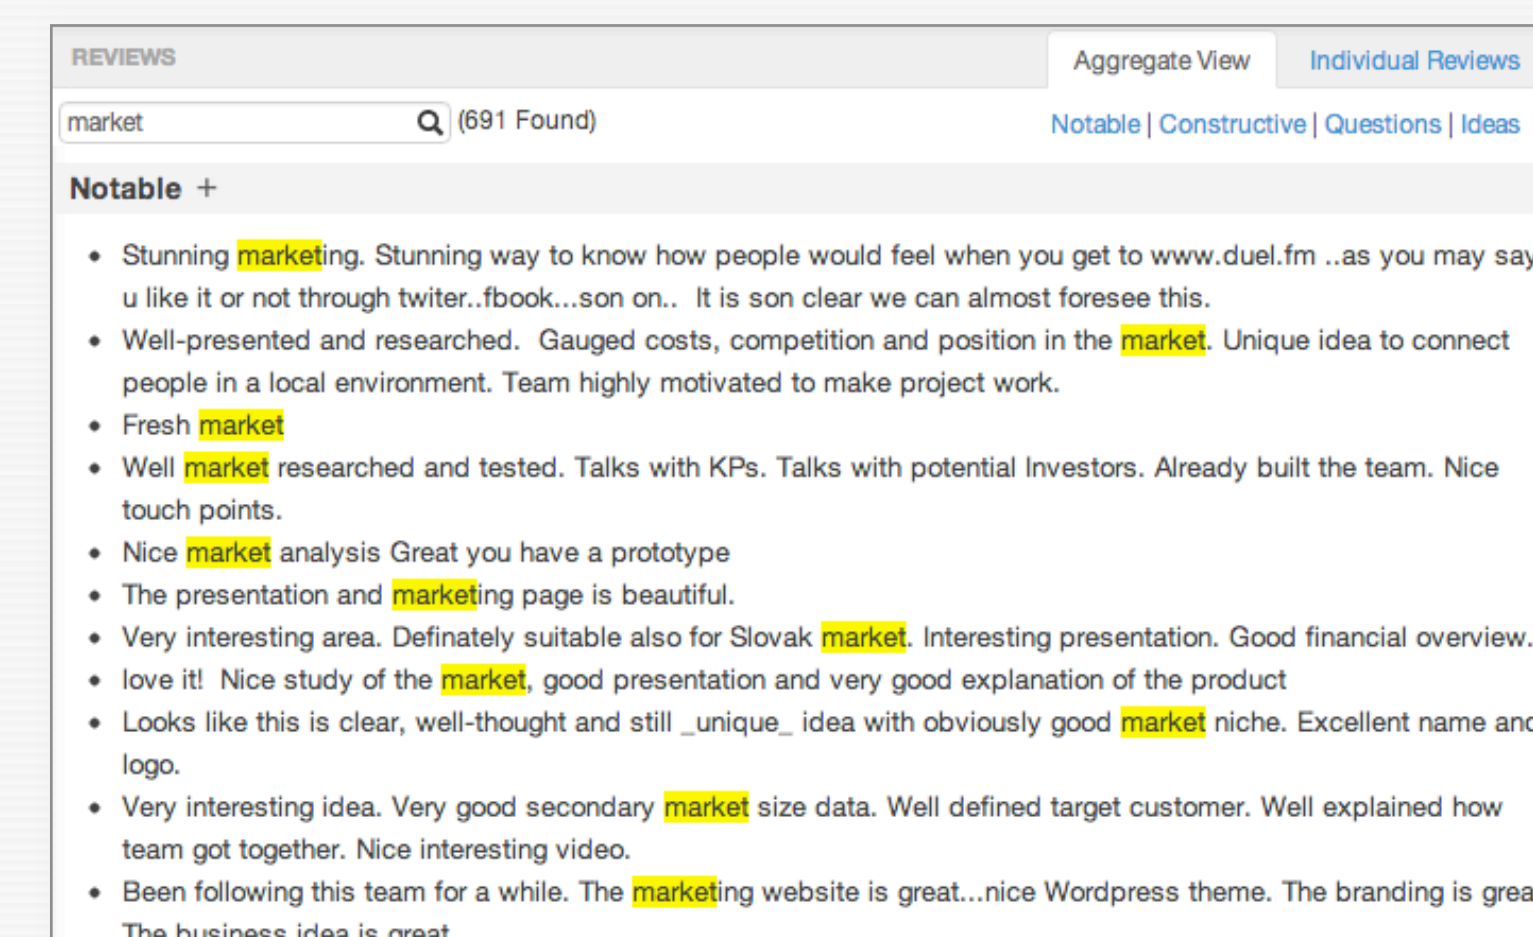 REVIEWS
Aggregate View
Individual Reviews
market
(691 Found)
Notable | Constructive | Questions | Ideas
Notable +
• Stunning marketing. Stunning way to know how people would feel when you get to www.duel.fm ..as you may say
u like it or not through twiter..fbook...son on..  It is son clear we can almost foresee this.
• Well-presented and researched.  Gauged costs, competition and position in the market. Unique idea to connect
people in a local environment. Team highly motivated to make project work.
• Fresh market
• Well market researched and tested. Talks with KPs. Talks with potential Investors. Already built the team. Nice
touch points.
• Nice market analysis Great you have a prototype
• The presentation and marketing page is beautiful.
• Very interesting area. Definately suitable also for Slovak market. Interesting presentation. Good financial overview.
• love it!  Nice study of the market, good presentation and very good explanation of the product
• Looks like this is clear, well-thought and still _unique_ idea with obviously good market niche. Excellent name and
logo.
• Very interesting idea. Very good secondary market size data. Well defined target customer. Well explained how
team got together. Nice interesting video.
• Been following this team for a while. The marketing website is great...nice Wordpress theme. The branding is grea
The business idea is great